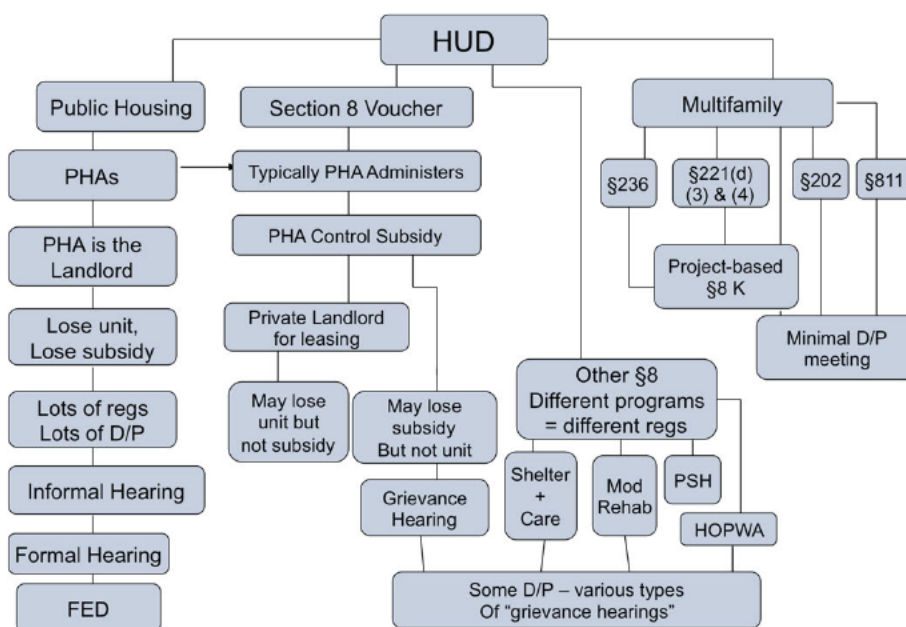 HUD
Public Housing
PHAs
PHA is the
Landlord
Lose unit,
Lose subsidy
Lots of regs
Lots of D/P
Informal Hearing
Formal Hearing
FED
Section 8 Voucher
Typically PHA Administers
PHA Control Subsidy
Private Landlord
for leasing
May lose
unit but
not subsidy
May lose
subsidy
But not unit
Grievance
Hearing
Other §8
Different programs
= different regs
Shelter
+
Care
Mod
Rehab
PSH
HOPWA
Some D/P – various types
Of “grievance hearings”
Multifamily
§236
§221(d)
(3) & (4)
§202
§811
Project-based
§8 K
Minimal D/P
meeting